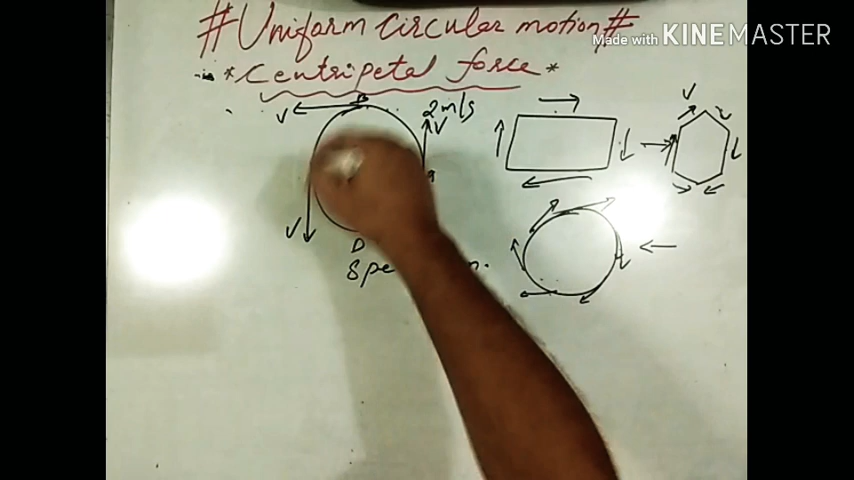 #Uniform circular motion#
Made with KINEMASTER
*Centripetal force*
B
V
2m/s
V
V
V
D